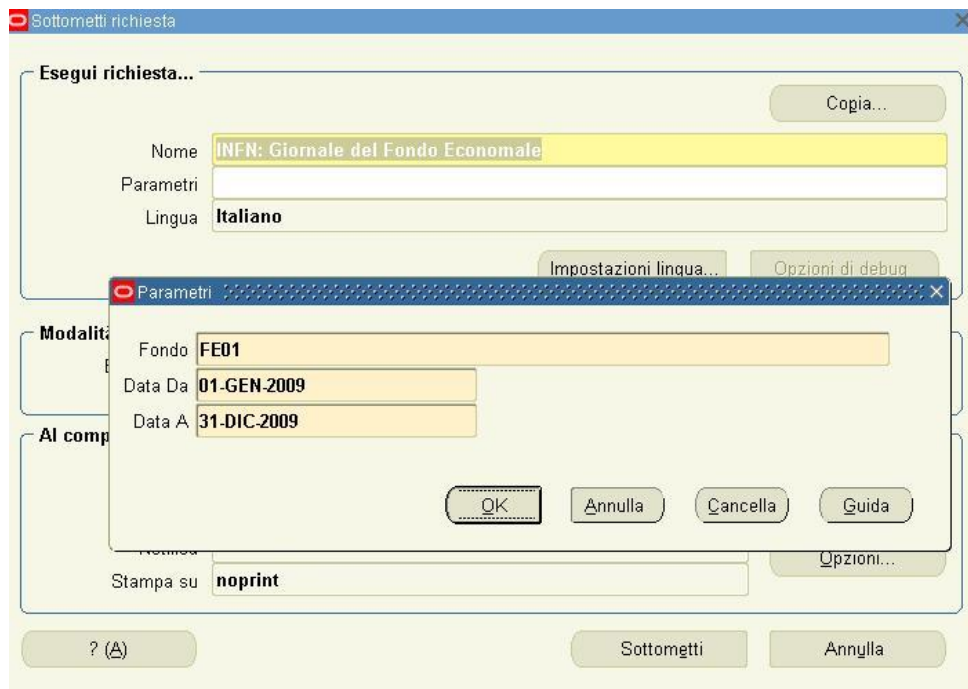 Sottometti richiesta
Esegui richiesta...
Copia...
Nome INFN: Giornale del Fondo Economale
Parametri
Lingua Italiano
Impostazioni lingua... Opzioni di debug
Parametri
Modalità
Fondo FE01
Data Da 01-GEN-2009
Data A 31-DIC-2009
Al comp
OK Annulla Cancella Guida
Opzioni...
Stampa su noprint
? (A) Sottometti Annulla